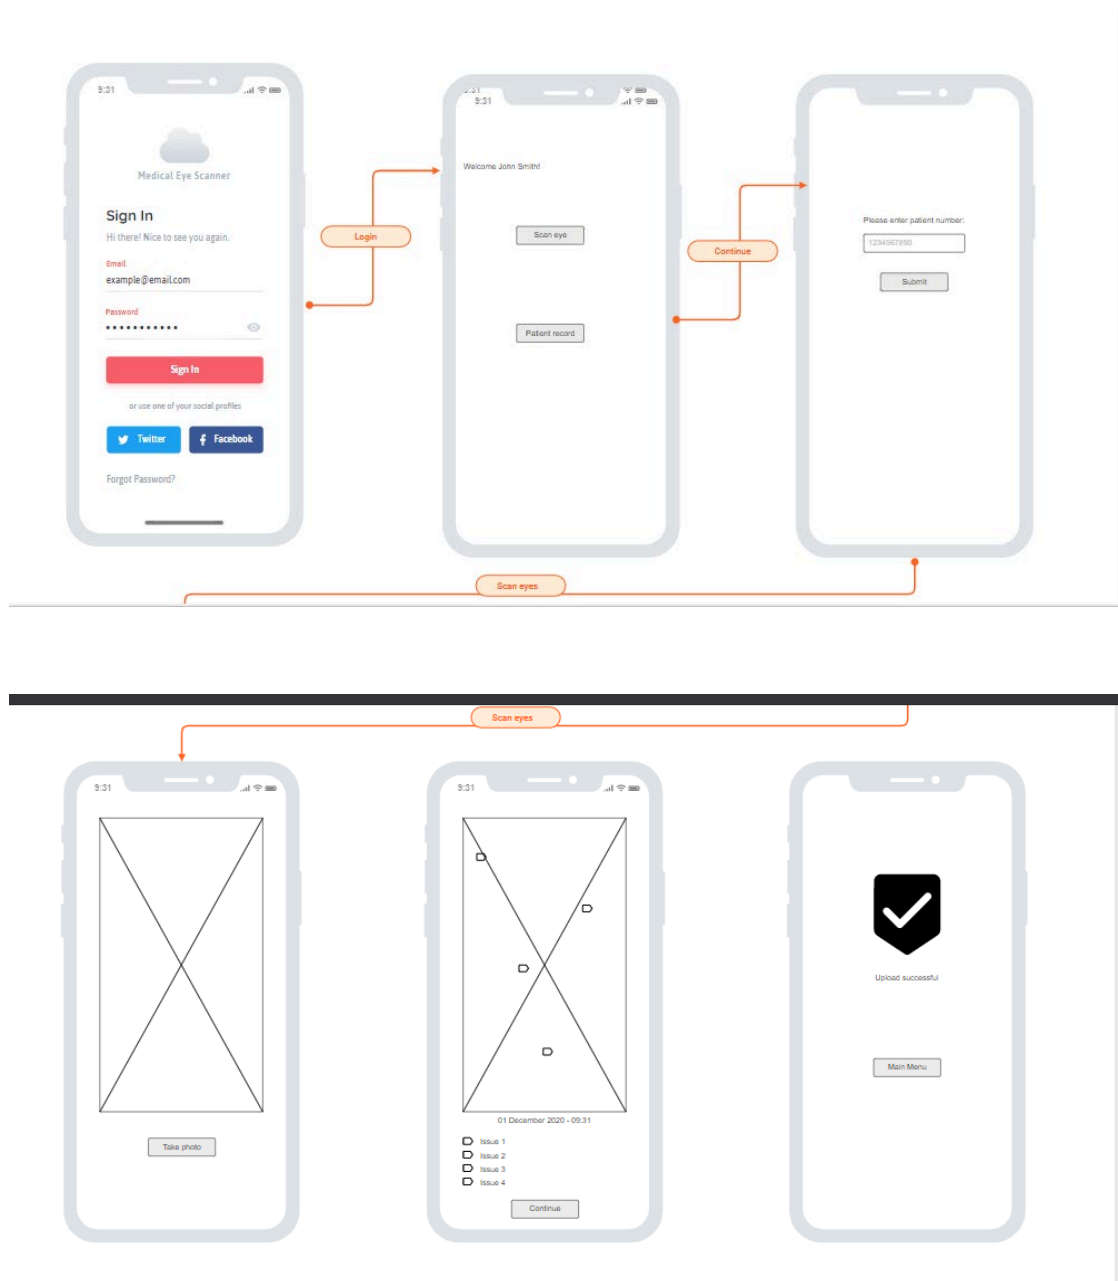 9:31
Medical Eye Scanner
Sign In
Hi there! Nice to see you again.
Email
example@email.com
Password
Sign In
or use one of your social profiles
Twitter
Facebook
Forgot Password?
Login
9:31
9:31
Welcome John Smith!
Scan eye
Patient record
Continue
Please enter patient number:
1234567890
Submit
Scan eyes
Scan eyes
9:31
Take photo
9:31
01 December 2020 - 09:31
Issue 1
Issue 2
Issue 3
Issue 4
Continue
Upload successful
Main Menu